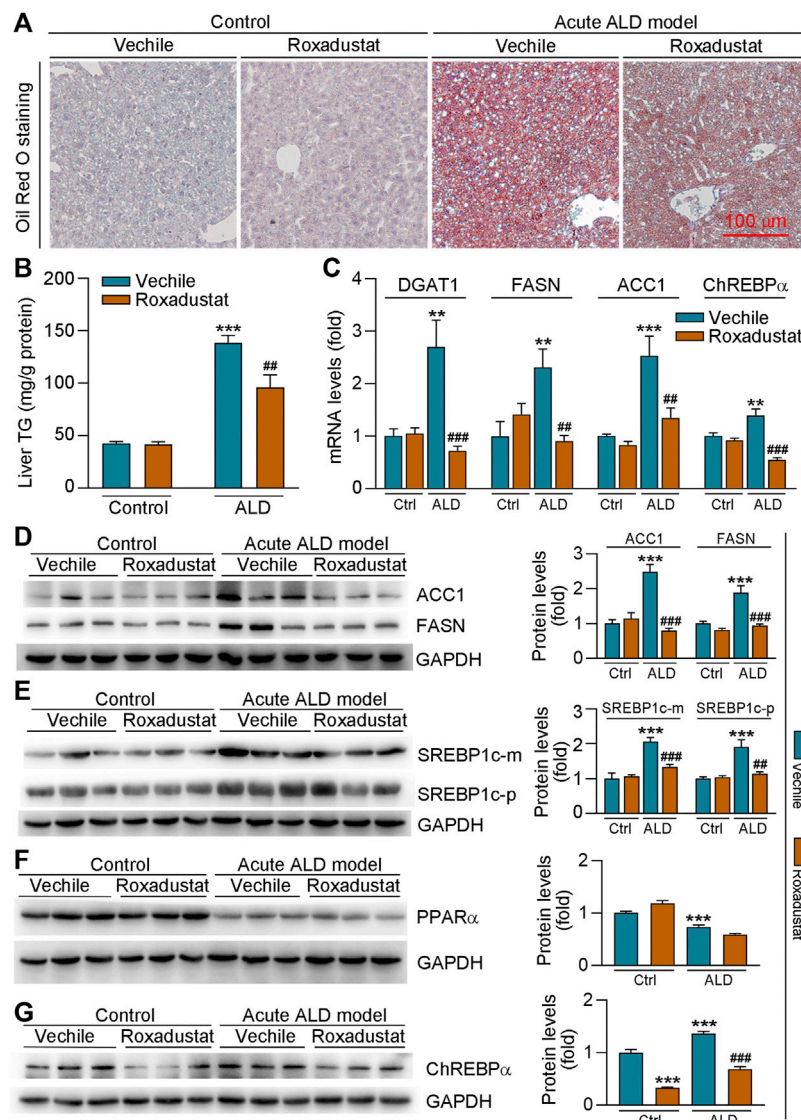 A
Control
Acute ALD model
Vechile
Roxadustat
Vechile
Roxadustat
Oil Red O staining
100 µm
B
Liver TG (mg/g protein)
200
150
100
50
0
Vechile
Roxadustat
***
##
Control
ALD
C
mRNA levels (fold)
4
2
1
0
DGAT1
FASN
ACC1
ChREBPα
Vechile
Roxadustat
**
###
**
##
***
##
**
###
Ctrl
ALD
Ctrl
ALD
Ctrl
ALD
Ctrl
ALD
D
Control
Acute ALD model
Vechile
Roxadustat
Vechile
Roxadustat
ACC1
FASN
GAPDH
Protein levels
(fold)
3
2
1
0
ACC1
FASN
***
###
***
###
Ctrl
ALD
Ctrl
ALD
E
Control
Acute ALD model
Vechile
Roxadustat
Vechile
Roxadustat
SREBP1c-m
SREBP1c-p
GAPDH
Protein levels
(fold)
3
2
1
0
SREBP1c-m
SREBP1c-p
***
###
***
##
Ctrl
ALD
Ctrl
ALD
Vechile
Roxadustat
F
Control
Acute ALD model
Vechile
Roxadustat
Vechile
Roxadustat
PPARα
GAPDH
Protein levels
(fold)
2
1
0
***
Ctrl
ALD
G
Control
Acute ALD model
Vechile
Roxadustat
Vechile
Roxadustat
ChREBPα
GAPDH
Protein levels
(fold)
2
1
0
***
***
###
Ctrl
ALD